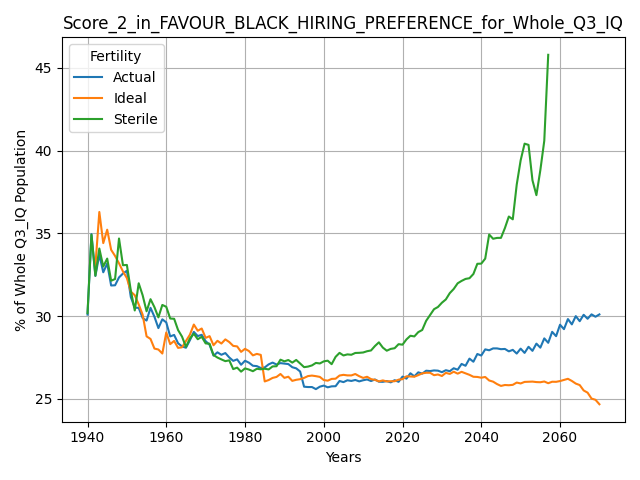 Score_2_in_FAVOUR_BLACK_HIRING_PREFERENCE_for_Whole_Q3_IQ
Fertility
Actual
Ideal
Sterile
% of Whole Q3_IQ Population
45
40
35
30
25
1940 1960 1980 2000 2020 2040 2060
Years